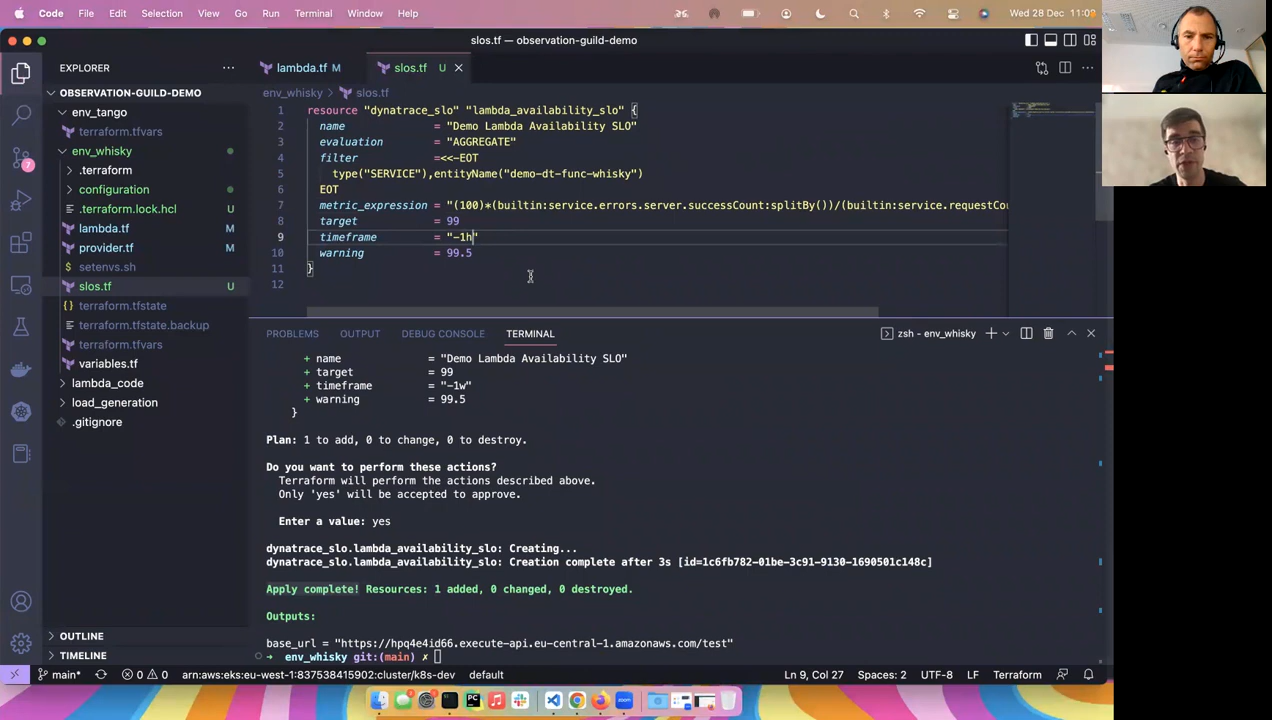 Code File Edit Selection View Go Run Terminal Window Help Wed 28 Dec 11:0
slos.tf — observation-guild-demo
EXPLORER
lambda.tf M
slos.tf U
OBSERVATION-GUILD-DEMO
env_tango
terraform.tfvars
env_whisky
.terraform
configuration
.terraform.lock.hcl U
lambda.tf M
provider.tf M
setenvs.sh
slos.tf U
terraform.tfstate
terraform.tfstate.backup
terraform.tfvars
variables.tf
lambda_code
load_generation
.gitignore
OUTLINE
TIMELINE
7
env_whisky > slos.tf
1 resource "dynatrace_slo" "lambda_availability_slo" {
2 name = "Demo Lambda Availability SLO"
3 evaluation = "AGGREGATE"
4 filter =<<-EOT
5 type("SERVICE"),entityName("demo-dt-func-whisky")
6 EOT
7 metric_expression = "(100)*(builtin:service.errors.server.successCount:splitBy())/(builtin:service.requestCou
8 target = 99
9 timeframe = "-1h"
10 warning = 99.5
11 }
12
PROBLEMS OUTPUT DEBUG CONSOLE TERMINAL zsh - env_whisky
+ name = "Demo Lambda Availability SLO"
+ target = 99
+ timeframe = "-1w"
+ warning = 99.5
}
Plan: 1 to add, 0 to change, 0 to destroy.
Do you want to perform these actions?
Terraform will perform the actions described above.
Only 'yes' will be accepted to approve.
Enter a value: yes
dynatrace_slo.lambda_availability_slo: Creating...
dynatrace_slo.lambda_availability_slo: Creation complete after 3s [id=1c6fb782-01be-3c91-9130-1690501c148c]
Apply complete! Resources: 1 added, 0 changed, 0 destroyed.
Outputs:
base_url = "https://hpq4e4id66.execute-api.eu-central-1.amazonaws.com/test"
→ env_whisky git:(main) ✗
main* 0 0 arn:aws:eks:eu-west-1:837538415902:cluster/k8s-dev default Ln 9, Col 27 Spaces: 2 UTF-8 LF Terraform